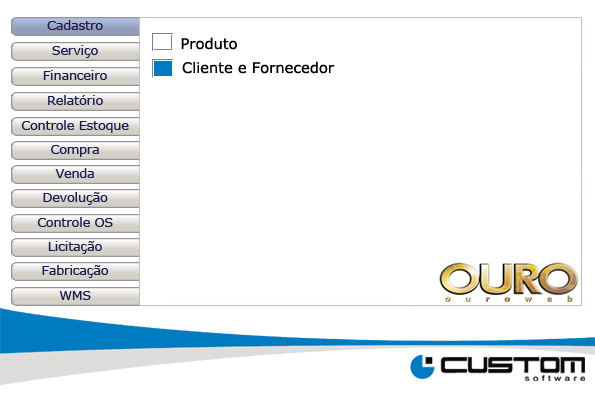 Cadastro
Serviço
Financeiro
Relatório
Controle Estoque
Compra
Venda
Devolução
Controle OS
Licitação
Fabricação
WMS
Produto
Cliente e Fornecedor
OURO
ouroweb
CUSTOM
software